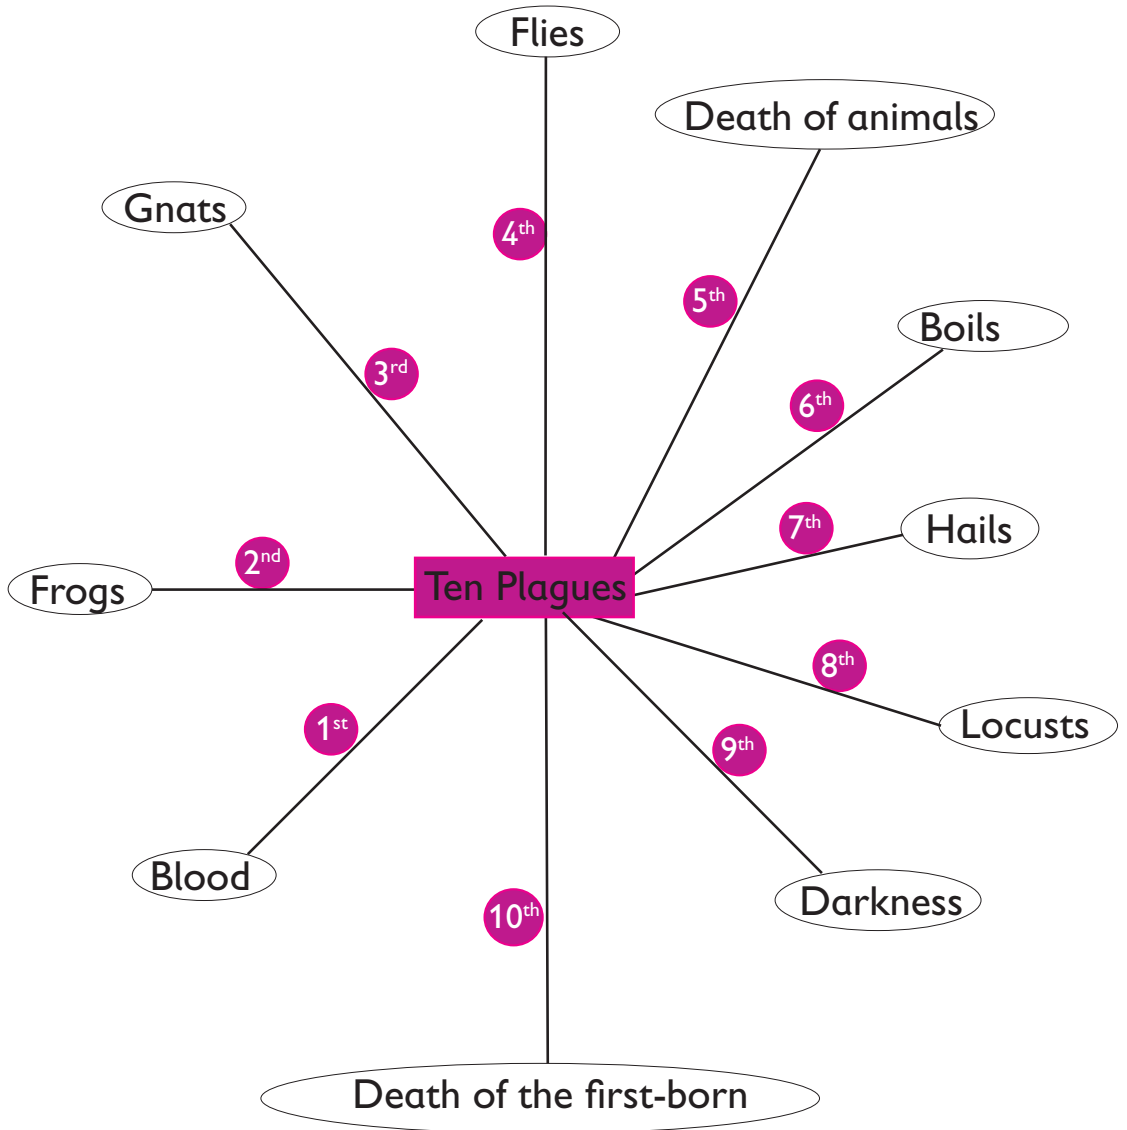 Flies
Death of animals
Gnats
4th
5th
Boils
3rd
6th
Hails
7th
2nd
Frogs
Ten Plagues
8th
Locusts
1st
9th
Blood
Darkness
10th
Death of the first-born